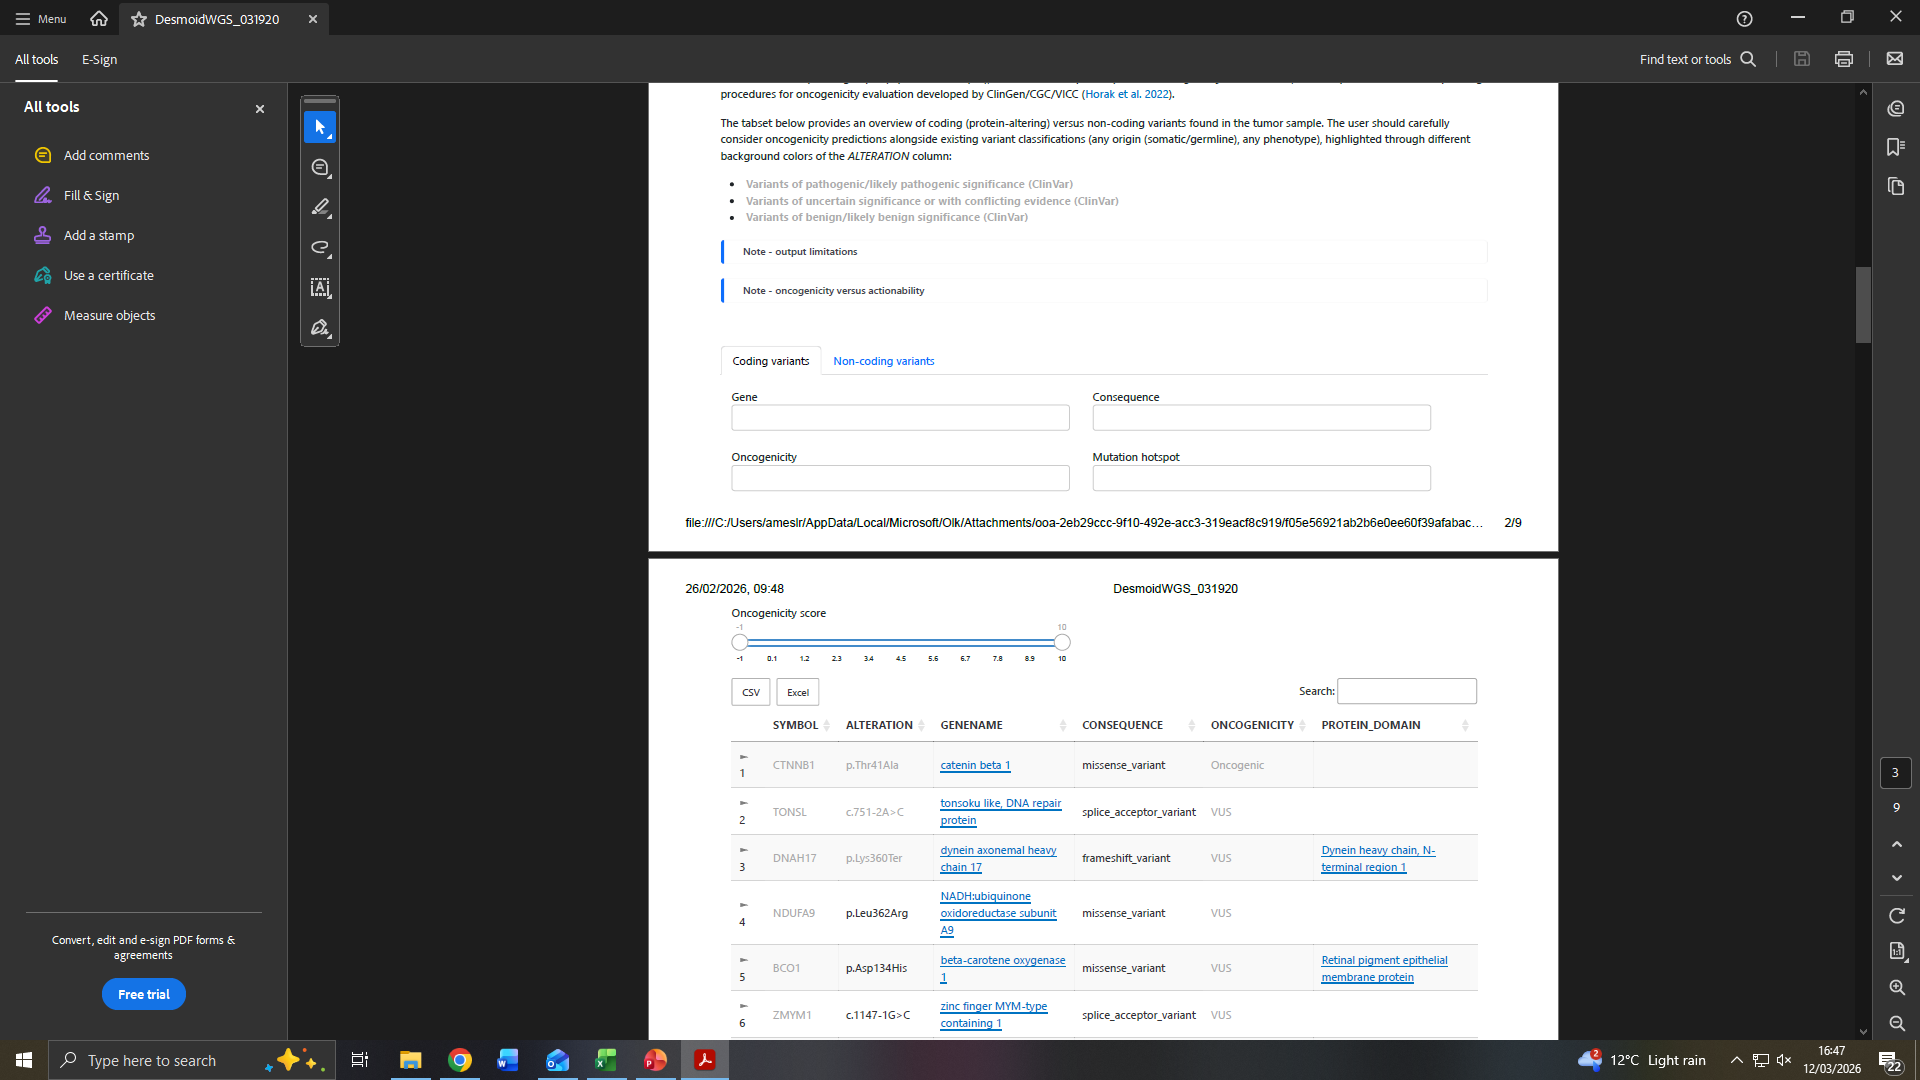 Menu
DesmoidWGS_031920
All tools
E-Sign
Find text or tools
All tools
Add comments
Fill & Sign
Add a stamp
Use a certificate
Measure objects
Convert, edit and e-sign PDF forms &
agreements
Free trial
procedures for oncogenicity evaluation developed by ClinGen/CGC/VICC (Horak et al. 2022).
The tabset below provides an overview of coding (protein-altering) versus non-coding variants found in the tumor sample. The user should carefully
consider oncogenicity predictions alongside existing variant classifications (any origin (somatic/germline), any phenotype), highlighted through different
background colors of the ALTERATION column:
• Variants of pathogenic/likely pathogenic significance (ClinVar)
• Variants of uncertain significance or with conflicting evidence (ClinVar)
• Variants of benign/likely benign significance (ClinVar)
Note - output limitations
Note - oncogenicity versus actionability
Coding variants Non-coding variants
Gene Consequence
Oncogenicity Mutation hotspot
file:///C:/Users/ameslr/AppData/Local/Microsoft/Olk/Attachments/ooa-2eb29ccc-9f10-492e-acc3-319eacf8c919/f05e56921ab2b6e0ee60f39afabac... 2/9
26/02/2026, 09:48 DesmoidWGS_031920
Oncogenicity score
-1 10
-1 0.1 1.2 2.3 3.4 4.5 5.6 6.7 7.8 8.9 10
CSV Excel Search:
SYMBOL ALTERATION GENENAME CONSEQUENCE ONCOGENICITY PROTEIN_DOMAIN
1 CTNNB1 p.Thr41Ala catenin beta 1 missense_variant Oncogenic
2 TONSL c.751-2A>C tonsoku like, DNA repair
protein splice_acceptor_variant VUS
3 DNAH17 p.Lys360Ter dynein axonemal heavy
chain 17 frameshift_variant VUS Dynein heavy chain, N-
terminal region 1
4 NDUFA9 p.Leu362Arg NADH:ubiquinone
oxidoreductase subunit
A9 missense_variant VUS
5 BCO1 p.Asp134His beta-carotene oxygenase
1 missense_variant VUS Retinal pigment epithelial
membrane protein
6 ZMYM1 c.1147-1G>C zinc finger MYM-type
containing 1 splice_acceptor_variant VUS
3
9
1:1
Type here to search
2
12°C Light rain
16:47
12/03/2026
22